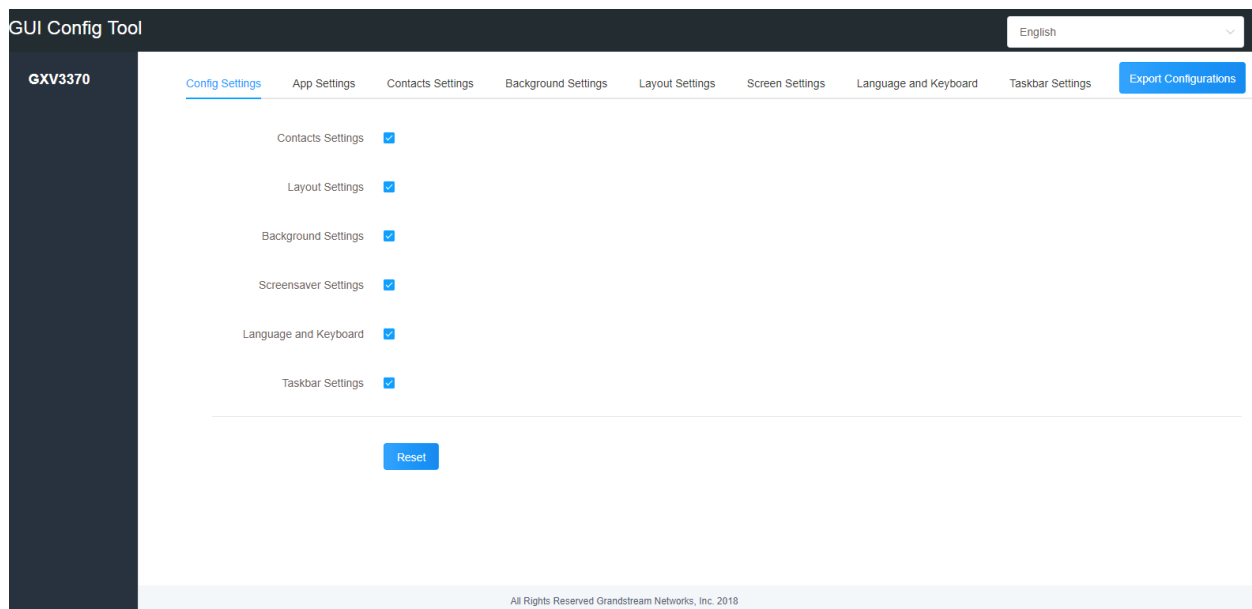 GUI Config Tool
English
GXV3370
Config Settings App Settings Contacts Settings Background Settings Layout Settings Screen Settings Language and Keyboard Taskbar Settings Export Configurations
Contacts Settings
Layout Settings
Background Settings
Screensaver Settings
Language and Keyboard
Taskbar Settings
Reset
All Rights Reserved Grandstream Networks, Inc. 2018